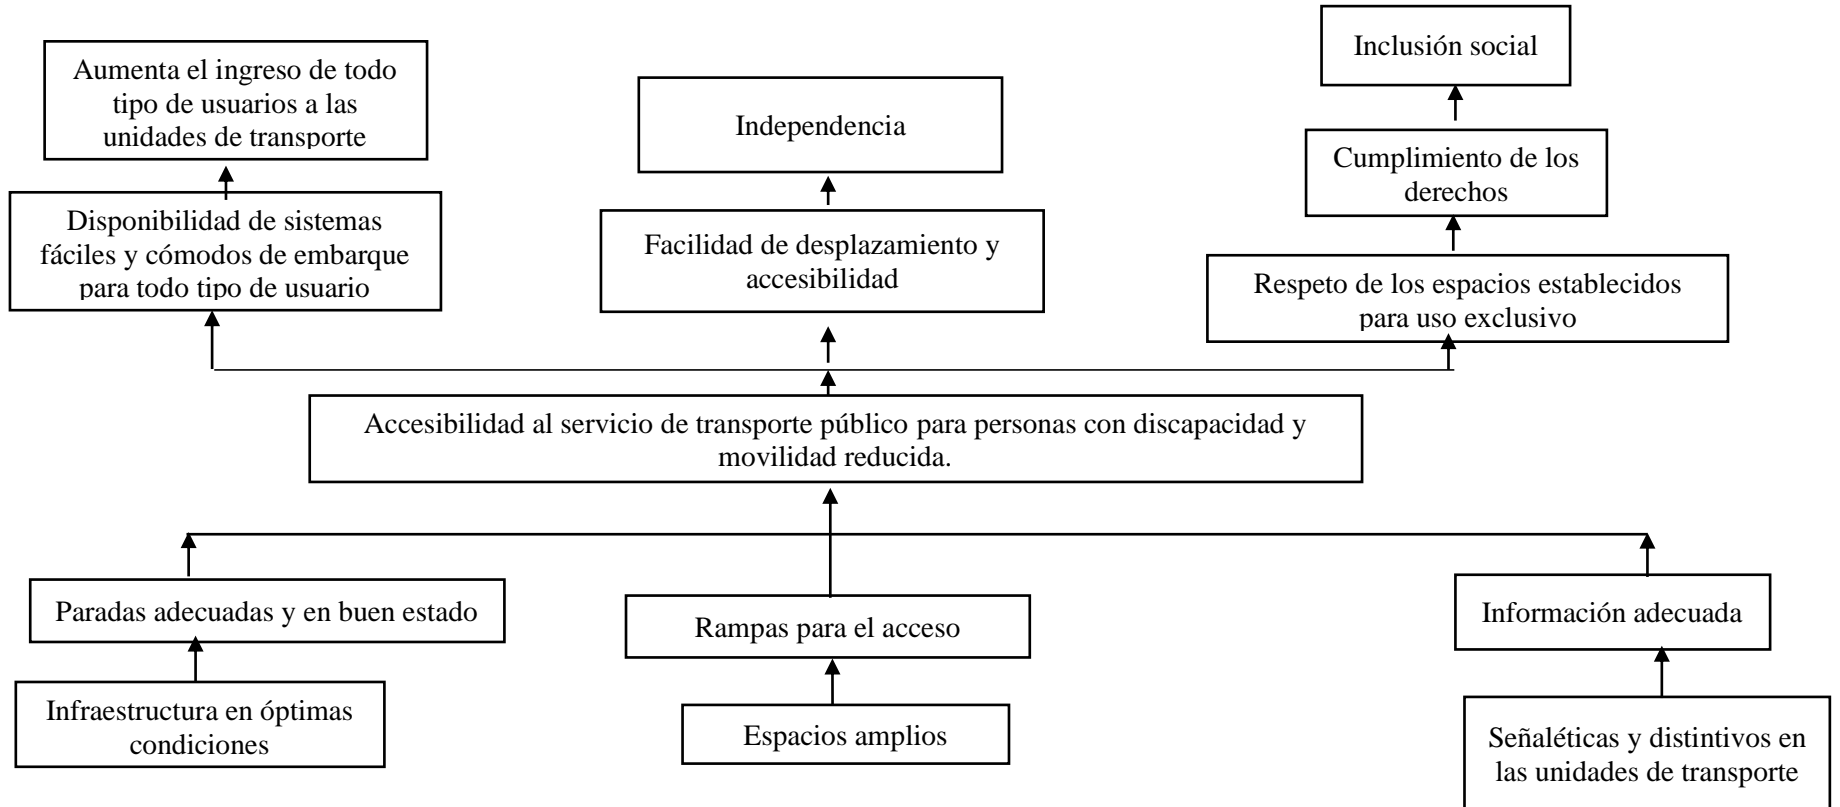 Inclusión social
Aumenta el ingreso de todo
tipo de usuarios a las
unidades de transporte
Independencia
Cumplimiento de los
derechos
Disponibilidad de sistemas
fáciles y cómodos de embarque
para todo tipo de usuario
Facilidad de desplazamiento y
accesibilidad
Respeto de los espacios establecidos
para uso exclusivo
Accesibilidad al servicio de transporte público para personas con discapacidad y
movilidad reducida.
Paradas adecuadas y en buen estado
Rampas para el acceso
Información adecuada
Infraestructura en óptimas
condiciones
Espacios amplios
Señaléticas y distintivos en
las unidades de transporte